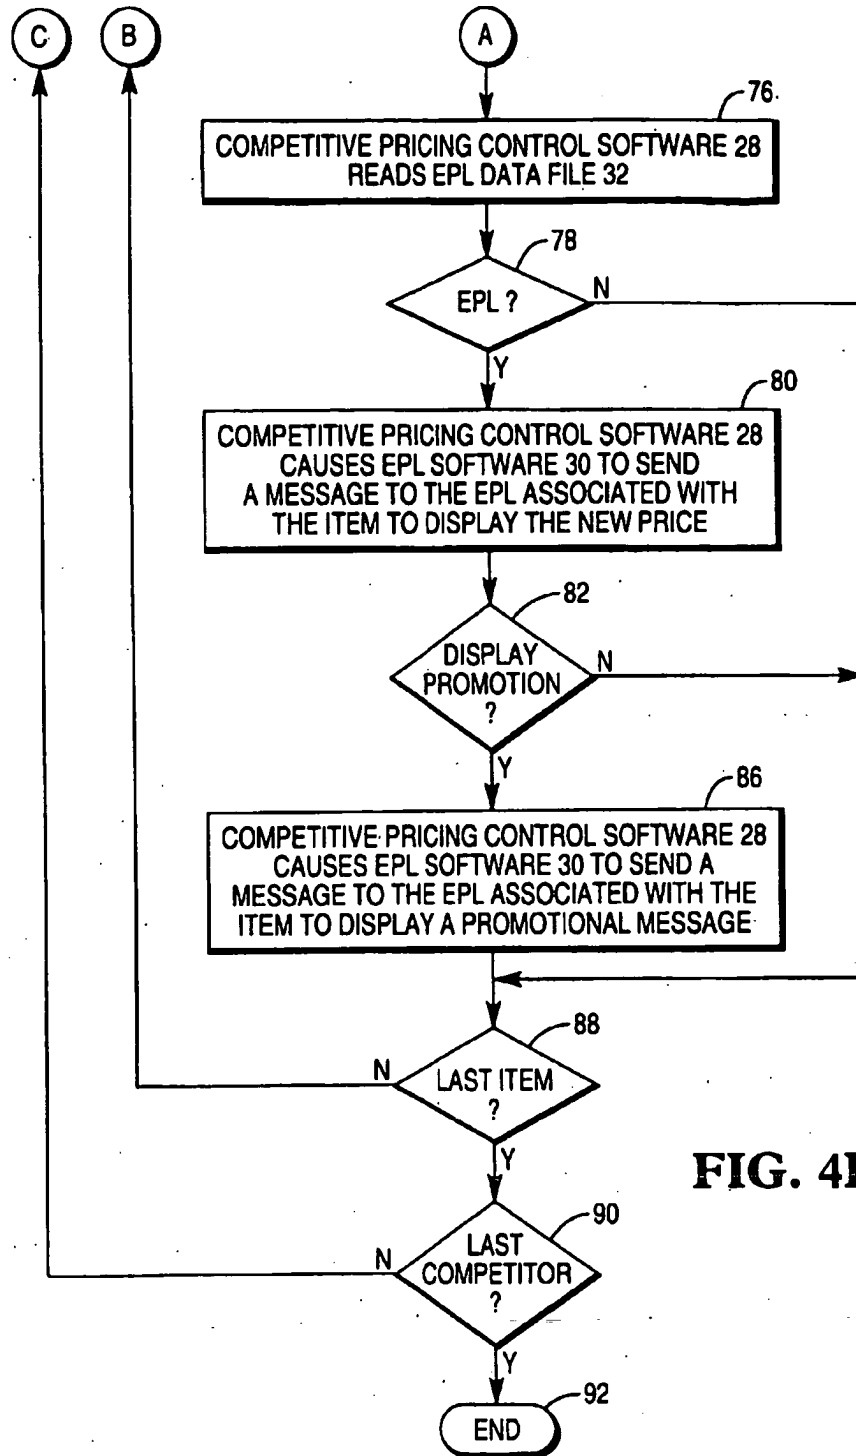 C
B
A
76
COMPETITIVE PRICING CONTROL SOFTWARE 28
READS EPL DATA FILE 32
78
EPL ?
N
Y
80
COMPETITIVE PRICING CONTROL SOFTWARE 28
CAUSES EPL SOFTWARE 30 TO SEND
A MESSAGE TO THE EPL ASSOCIATED WITH
THE ITEM TO DISPLAY THE NEW PRICE
82
DISPLAY
PROMOTION
?
N
Y
86
COMPETITIVE PRICING CONTROL SOFTWARE 28
CAUSES EPL SOFTWARE 30 TO SEND A
MESSAGE TO THE EPL ASSOCIATED WITH THE
ITEM TO DISPLAY A PROMOTIONAL MESSAGE
88
N
LAST ITEM
?
Y
FIG.
90
N
LAST
COMPETITOR
?
Y
92
END